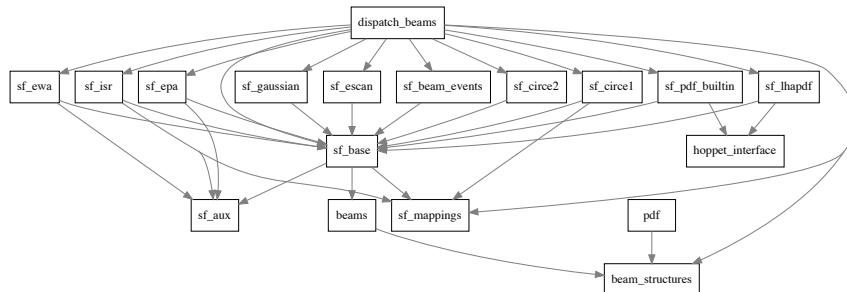 dispatch_beams
sf_ewa sf_isr sf_epa sf_gaussian sf_escan sf_beam_events sf_circe2 sf_circe1 sf_pdf_builtin sf_lhapdf
sf_base hoppet_interface
sf_aux beams sf_mappings pdf
beam_structures